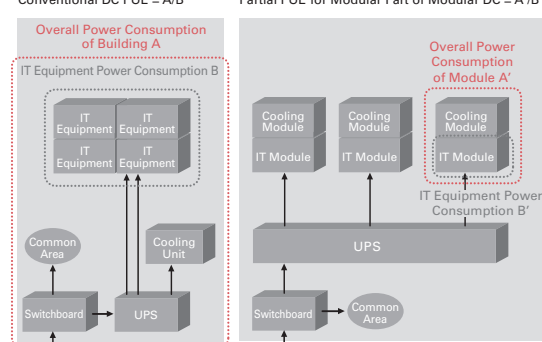 Conventional DC PUE = A/B
Partial PUE for Modular Part of Modular DC = A'/B'
Overall Power Consumption
of Building A
IT Equipment Power Consumption B
IT
Equipment
IT
Equipment
IT
Equipment
IT
Equipment
Common
Area
Cooling
Unit
Switchboard
UPS
Overall Power
Consumption
of Module A'
Cooling
Module
Cooling
Module
Cooling
Module
IT Module
IT Module
IT Module
IT Equipment Power
Consumption B'
UPS
Switchboard
Common
Area